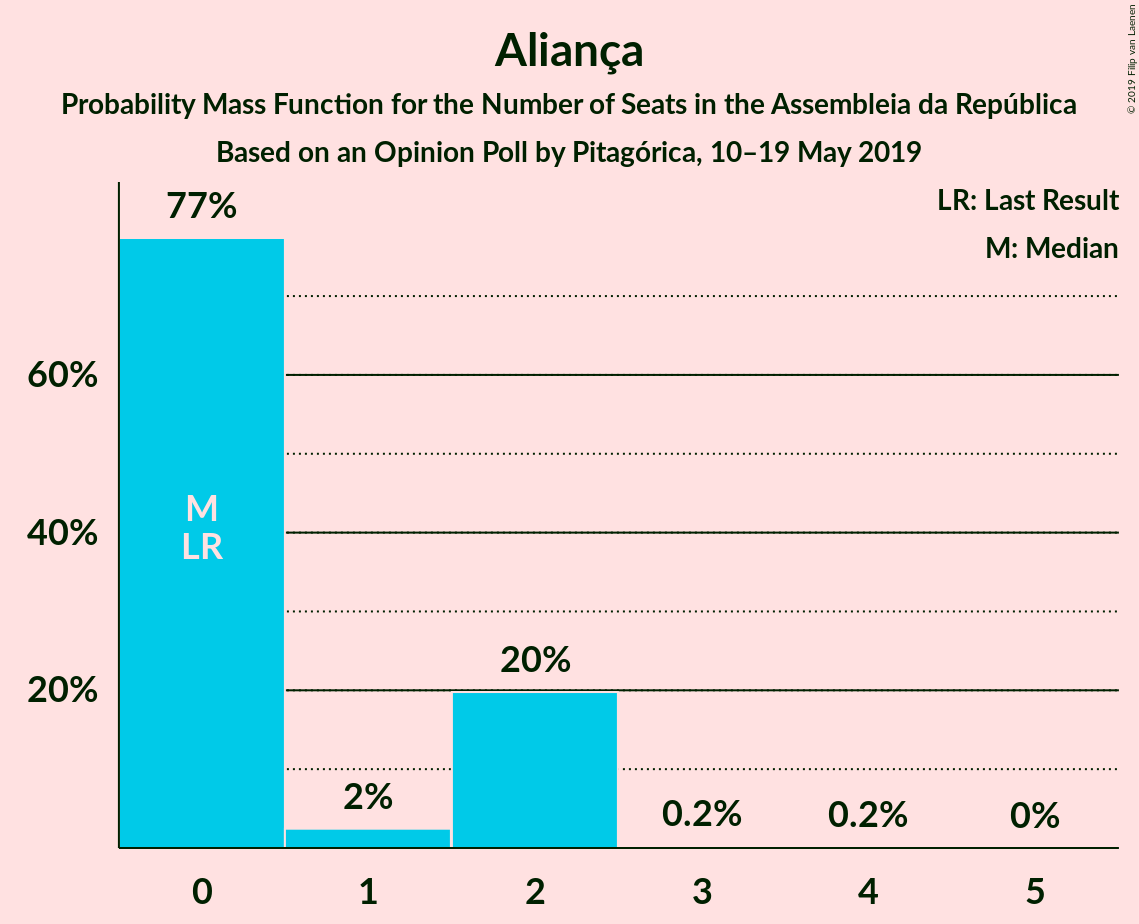 Aliança
Probability Mass Function for the Number of Seats in the Assembleia da República
Based on an Opinion Poll by Pitagórica, 10–19 May 2019
© 2019 Filip van Laenen
LR: Last Result
M: Median
77%
60%
40%
20%
M
LR
2%
20%
0.2%
0.2%
0%
0 1 2 3 4 5